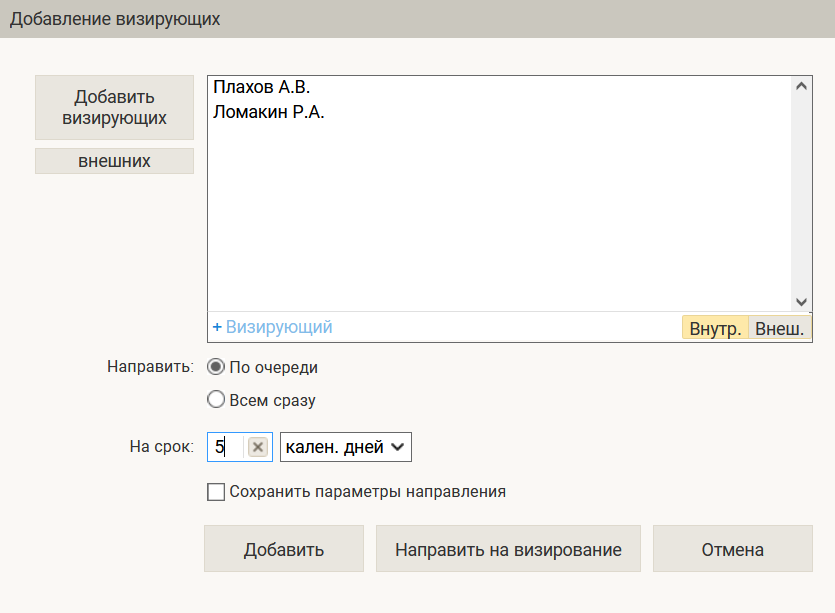 Добавление визирующих
Добавить
визирующих
внешних
Плахов А.В.
Ломакин Р.А.
+ Визирующий
Внутр. Внеш.
Направить: По очереди
Всем сразу
На срок: 5 кален. дней
Сохранить параметры направления
Добавить Направить на визирование Отмена